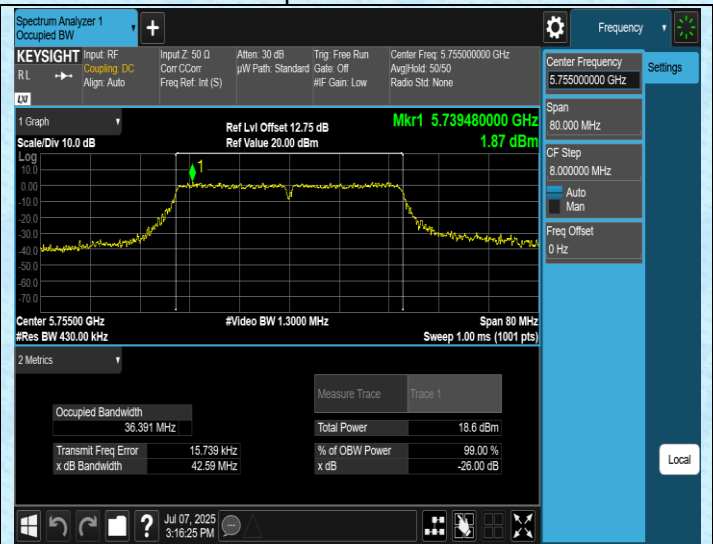 Spectrum Analyzer 1
Occupied BW
Frequency
KEYSIGHT
RL
LXI
Input: RF
Coupling: DC
Align: Auto
Input Z: 50 Ω
Corr CCorr
Freq Ref: Int (S)
Atten: 30 dB
µW Path: Standard
Trig: Free Run
Gate: Off
#IF Gain: Low
Center Freq: 5.755000000 GHz
Avg|Hold: 50/50
Radio Std: None
1 Graph
Scale/Div 10.0 dB
Ref Lvl Offset 12.75 dB
Ref Value 20.00 dBm
Mkr1 5.739480000 GHz
1.87 dBm
Log
10.0
0.00
-10.0
-20.0
-30.0
-40.0
-50.0
-60.0
-70.0
1
Center 5.75500 GHz
#Res BW 430.00 kHz
#Video BW 1.3000 MHz
Span 80 MHz
Sweep 1.00 ms (1001 pts)
2 Metrics
Measure Trace Trace 1
Occupied Bandwidth
36.391 MHz
Total Power 18.6 dBm
Transmit Freq Error 15.739 kHz
% of OBW Power 99.00 %
x dB Bandwidth 42.59 MHz
x dB -26.00 dB
Center Frequency
5.755000000 GHz
Span
80.000 MHz
CF Step
8.000000 MHz
Auto
Man
Freq Offset
0 Hz
Settings
Local
?
Jul 07, 2025
3:16:25 PM